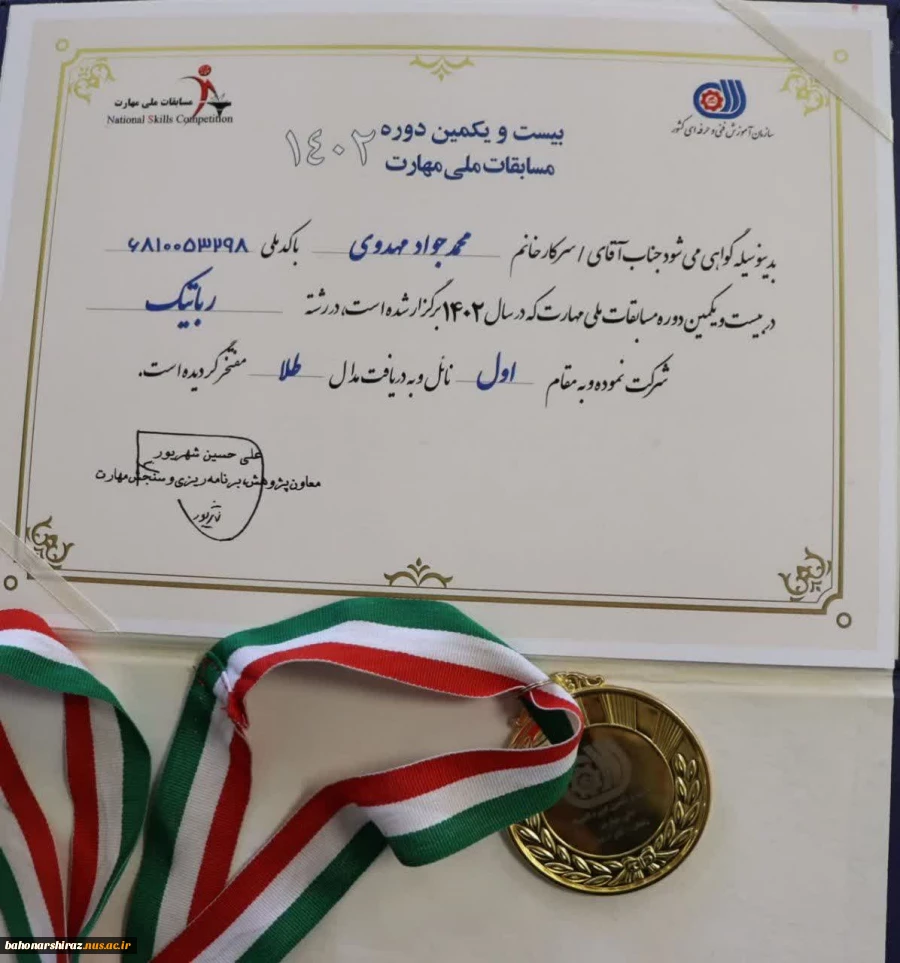 مسابقات ملی مهارت
National Skills Competition
سازمان آموزش فنی و حرفه ای کشور
بیست و یکمین دوره ۱۴۰۲
مسابقات ملی مهارت
بدینوسیله گواهی می شود جناب آقای / سرکار خانم محمدجواد مهدوی با کد ملی ۶۸۱۰۰۵۳۲۹۸
در بیست و یکمین دوره مسابقات ملی مهارت که در سال ۱۴۰۲ برگزار شده است، در رشته رباتیک
شرکت نموده و به مقام اول نائل و به دریافت مدال طلا مفتخر گردیده است.
علی حسین شهریور
معاون پژوهش، برنامه ریزی و سنجش مهارت
bahonarshiraz.nus.ac.ir